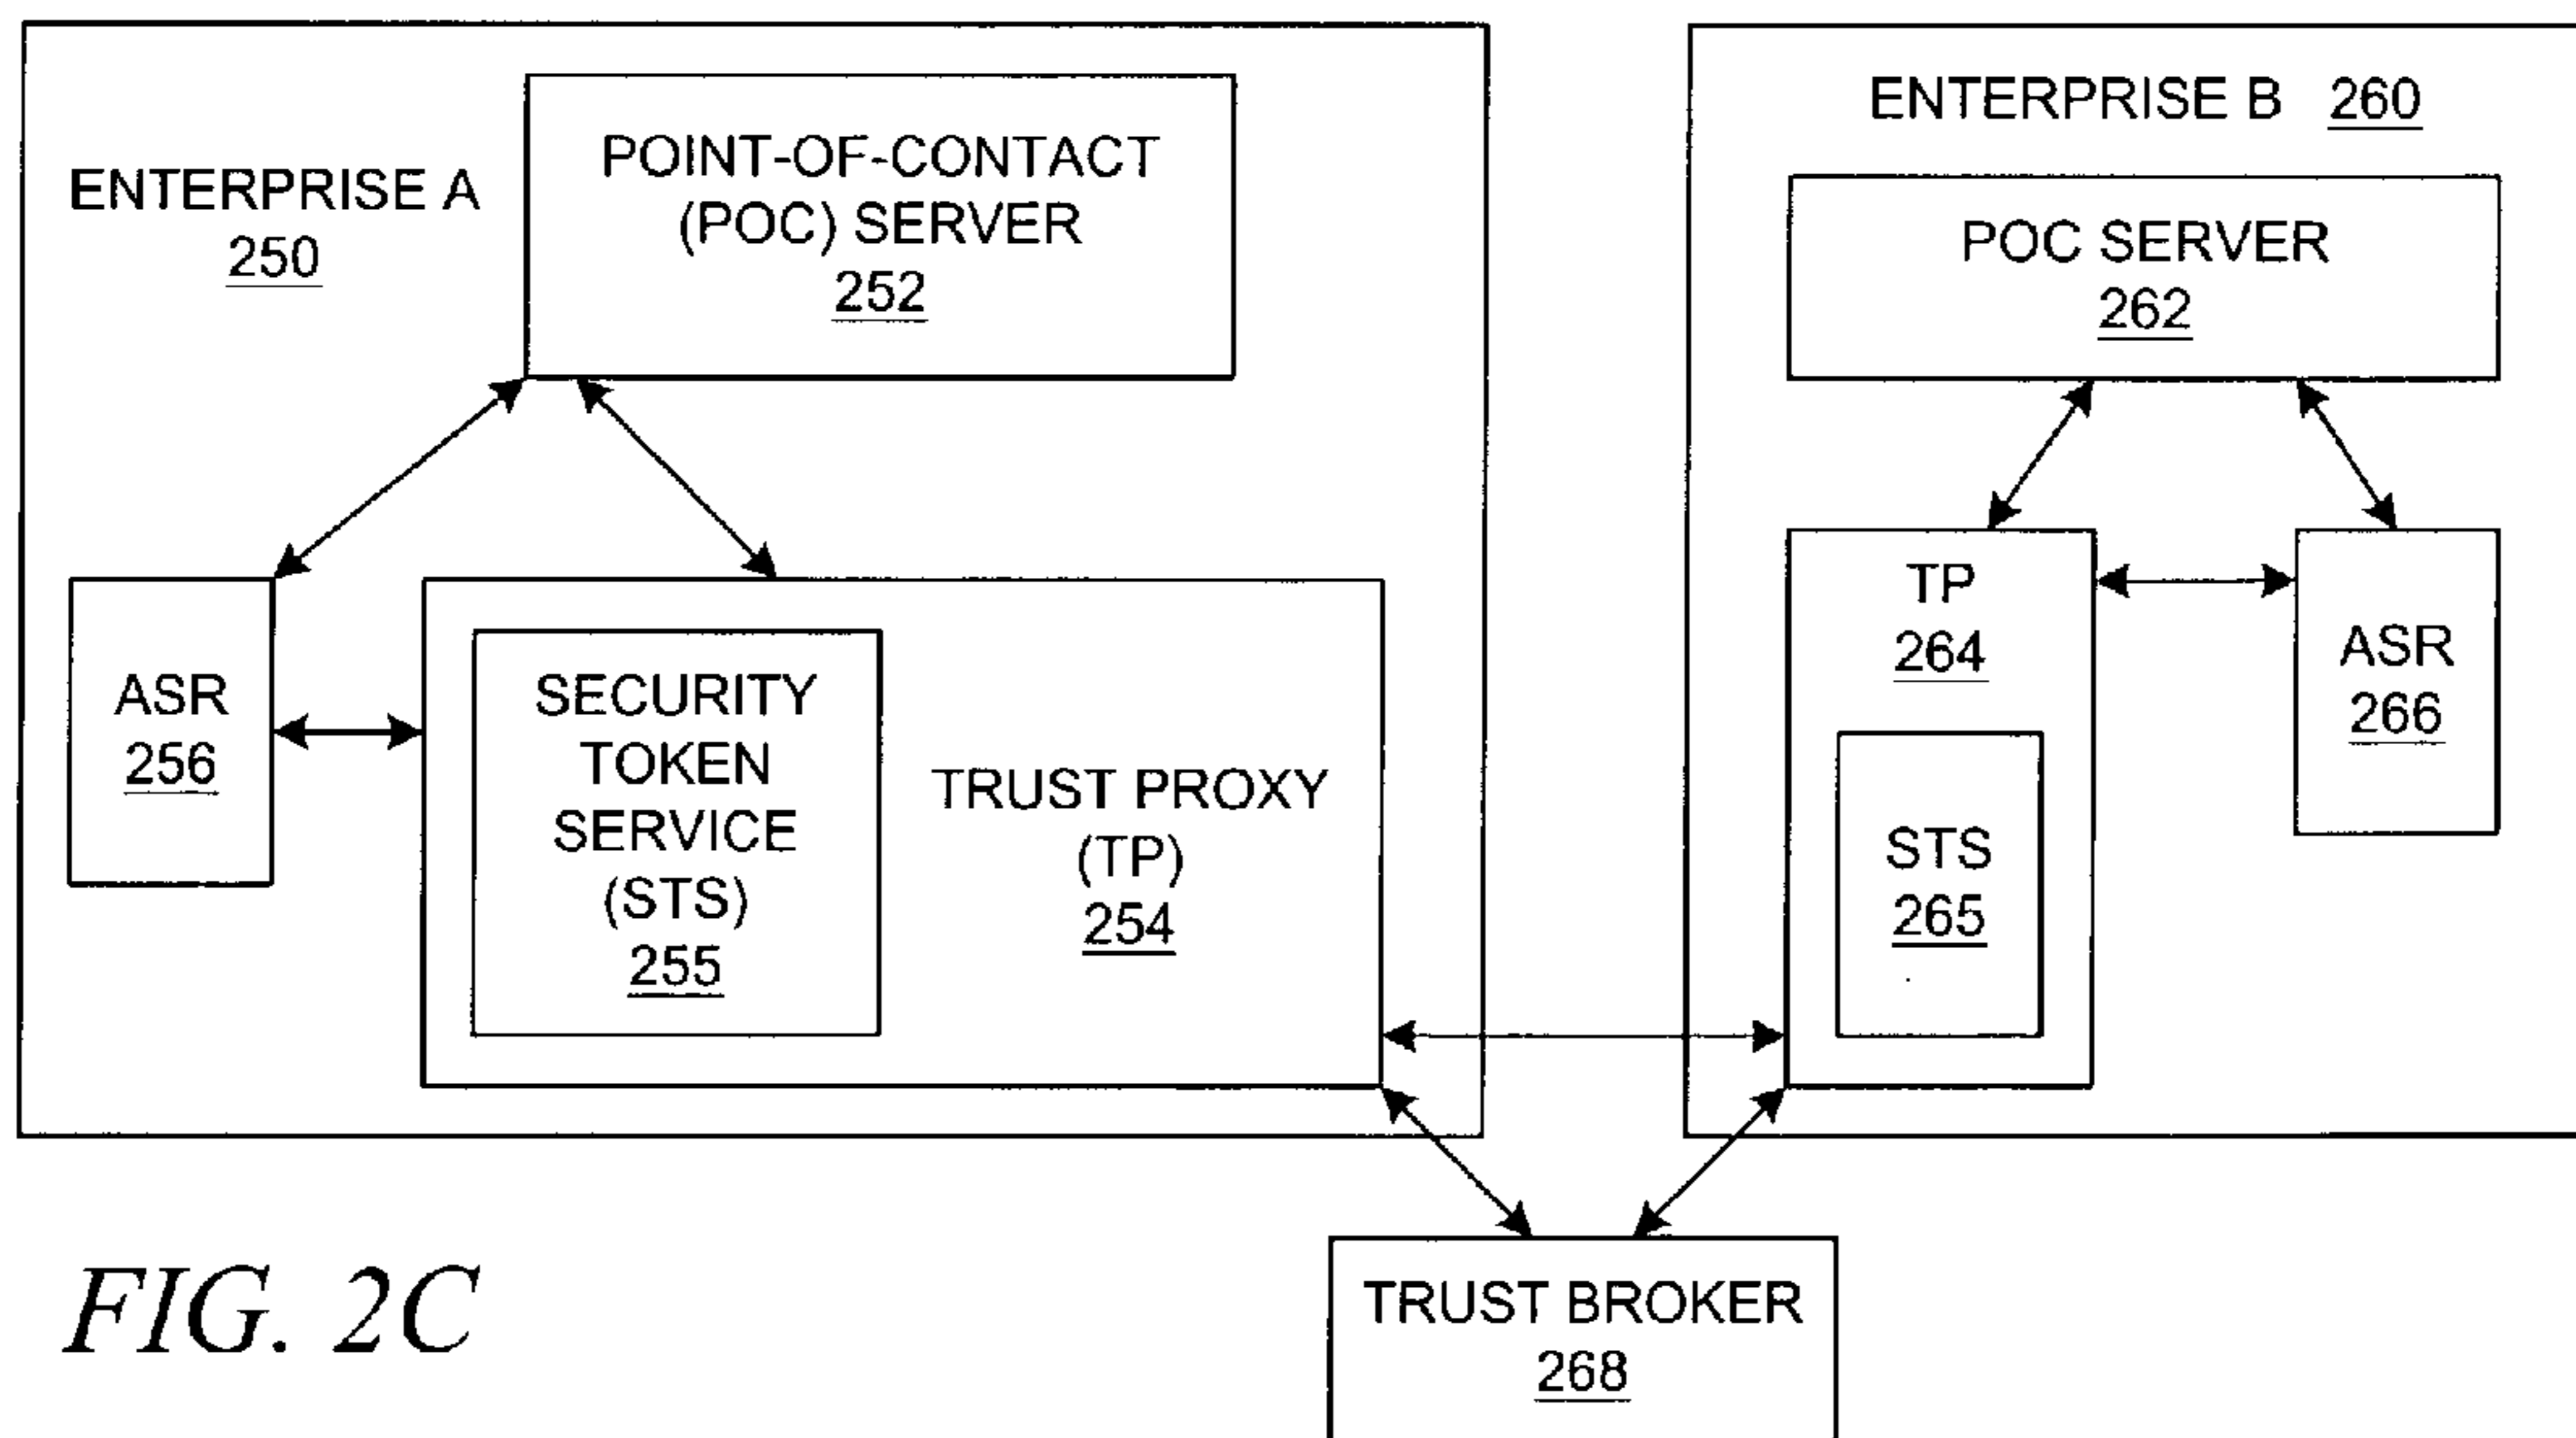 ENTERPRISE A
250
POINT-OF-CONTACT
(POC) SERVER
252
ASR
256
SECURITY
TOKEN
SERVICE
(STS)
255
TRUST PROXY
(TP)
254
ENTERPRISE B 260
POC SERVER
262
TP
264
STS
265
ASR
266
TRUST BROKER
268
FIG. 2C